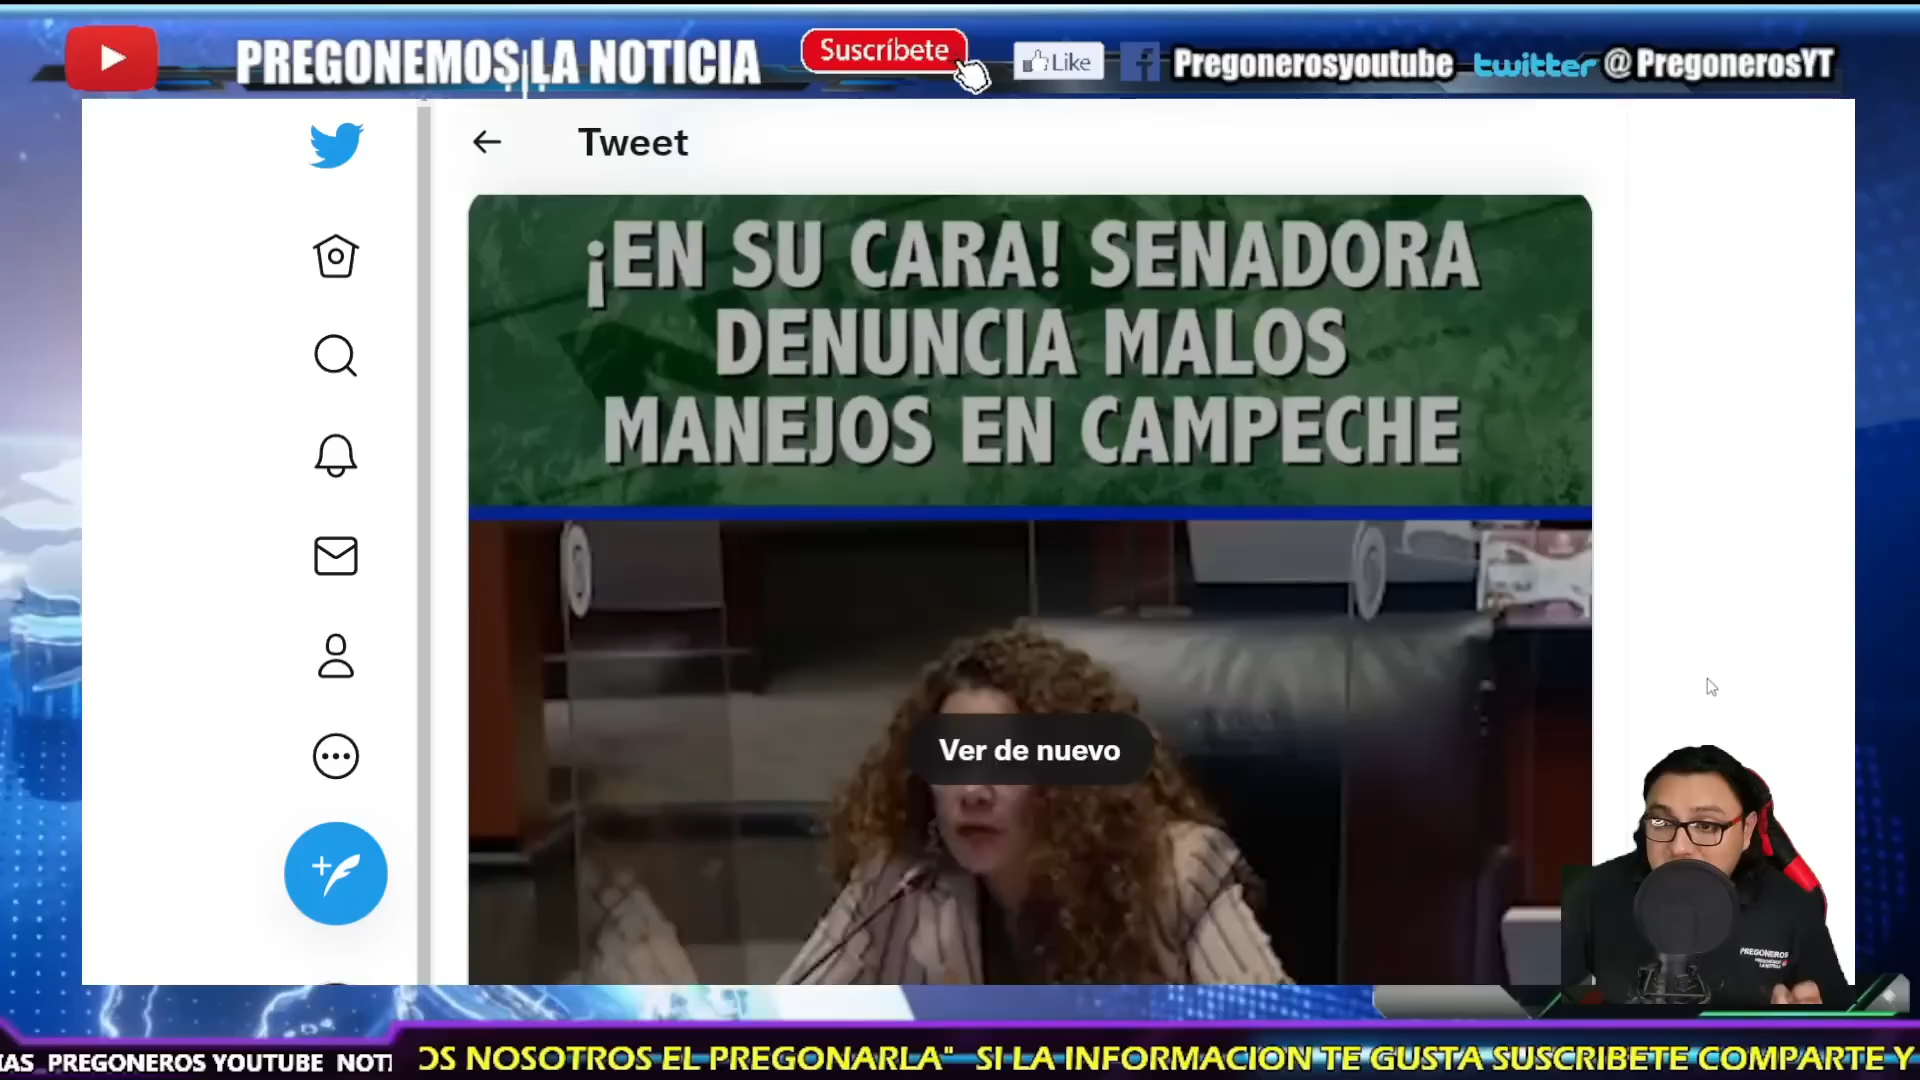 PREGONEMOS LA NOTICIA
Suscríbete
Like
Pregonerosyoutube
twitter @PregonerosYT
Tweet
¡EN SU CARA! SENADORA
DENUNCIA MALOS
MANEJOS EN CAMPECHE
Ver de nuevo
PREGONEROS
PREGONEROS YOUTUBE
NOSOTROS EL PREGONARLA" SI LA INFORMACION TE GUSTA SUSCRIBETE COMPARTE Y